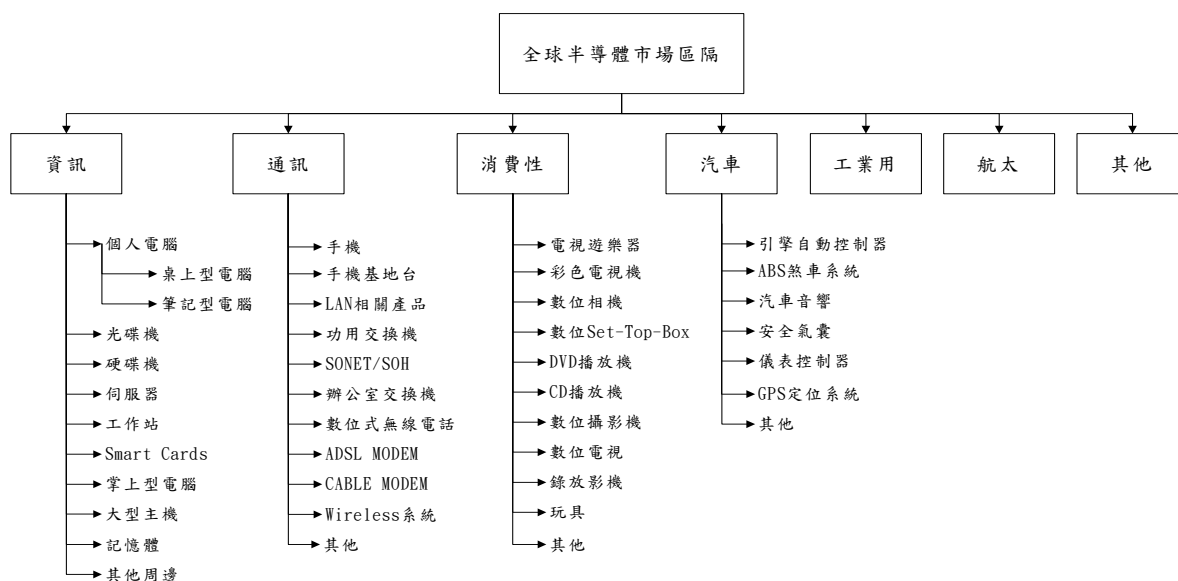 全球半導體市場區隔
資訊
通訊
消費性
汽車
工業用
航太
其他
個人電腦
桌上型電腦
筆記型電腦
光碟機
硬碟機
伺服器
工作站
Smart Cards
掌上型電腦
大型主機
記憶體
其他周邊
手機
手機基地台
LAN相關產品
功用交換機
SONET/SOH
辦公室交換機
數位式無線電話
ADSL MODEM
CABLE MODEM
Wireless系統
其他
電視遊樂器
彩色電視機
數位相機
數位Set-Top-Box
DVD播放機
CD播放機
數位攝影機
數位電視
錄放影機
玩具
其他
引擎自動控制器
ABS煞車系統
汽車音響
安全氣囊
儀表控制器
GPS定位系統
其他